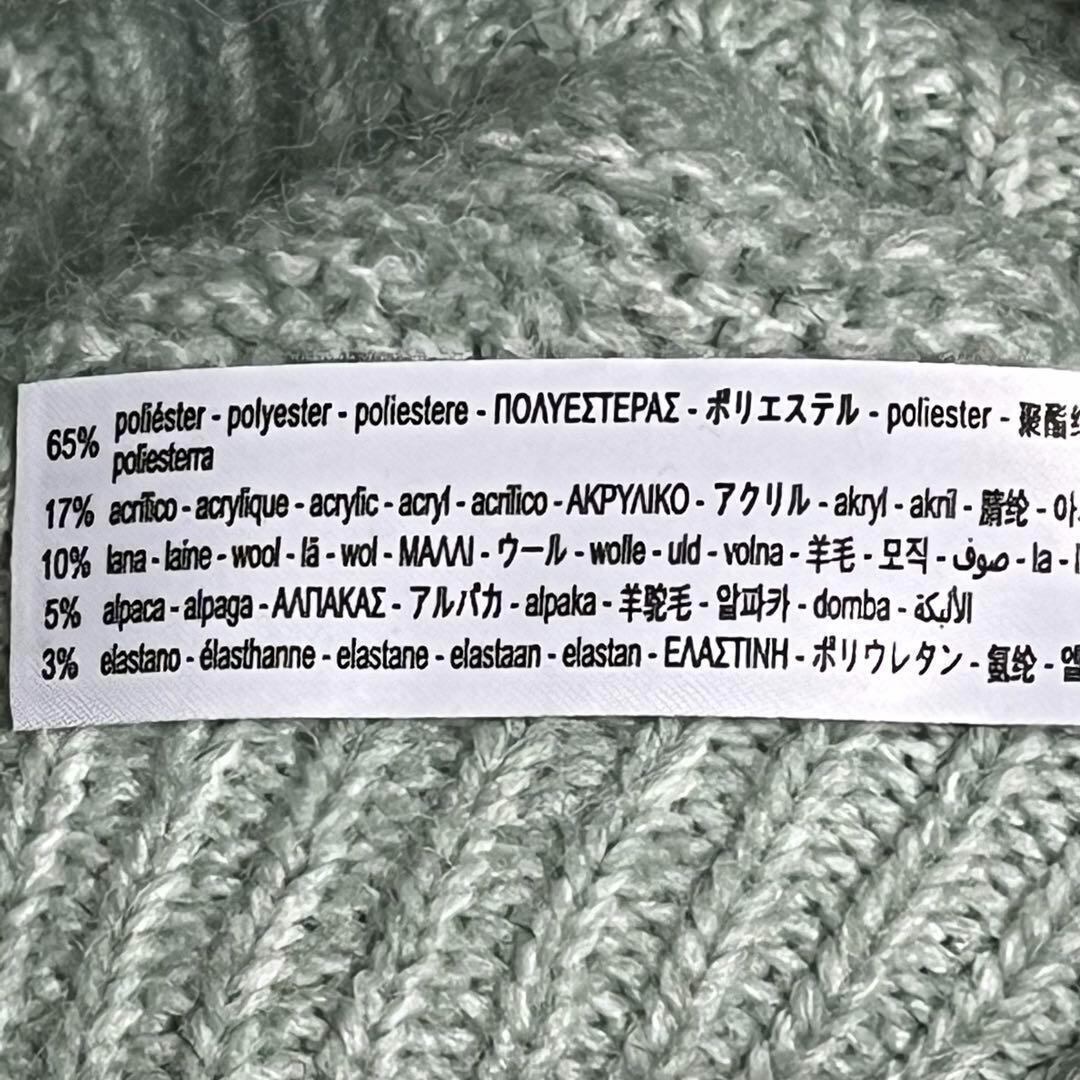 65% poliéster - polyester - poliestere - ΠΟΛΥΕΣΤΕΡΑΣ - ポリエステル - poliester - 聚酯
poliesterra
17% acrílico - acrylique - acrylic - acryl - acrilico - ΑΚΡΥΛΙΚΟ - アクリル - akryl - akril - 腈纶 -
10% lana - laine - wool - lã - wol - ΜΑΛΛΙ - ウール - wolle - uld - volna - 羊毛 - 모직 - صوف - la -
5% alpaca - alpaga - ΑΛΠΑΚΑΣ - アルパカ - alpaka - 羊驼毛 - 알파카 - domba - الألبكة
3% elastano - élasthanne - elastane - elastaan - elastan - ΕΛΑΣΤΙΝΗ - ポリウレタン - 氨纶 -